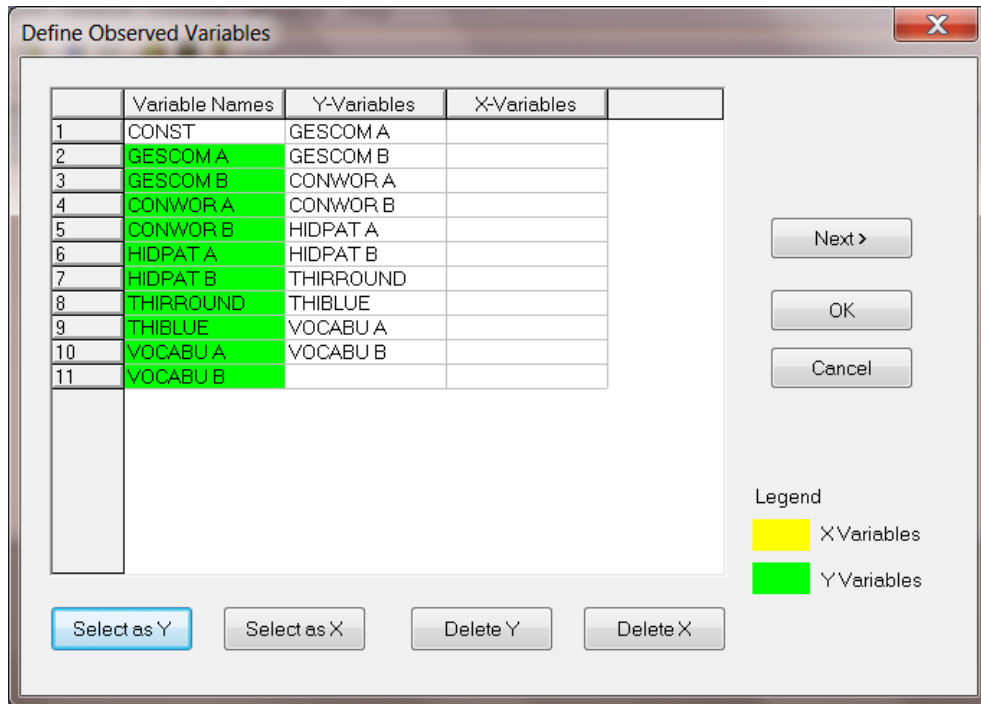 Define Observed Variables
X
Variable Names Y-Variables X-Variables
1 CONST GESCOM A
2 GESCOM A GESCOM B
3 GESCOM B CONWOR A
4 CONWOR A CONWOR B
5 CONWOR B HIDPAT A
6 HIDPAT A HIDPAT B
7 HIDPAT B THIRROUND
8 THIRROUND THIBLUE
9 THIBLUE VOCABU A
10 VOCABU A VOCABU B
11 VOCABU B
Next >
OK
Cancel
Legend
X Variables
Y Variables
Select as Y Select as X Delete Y Delete X